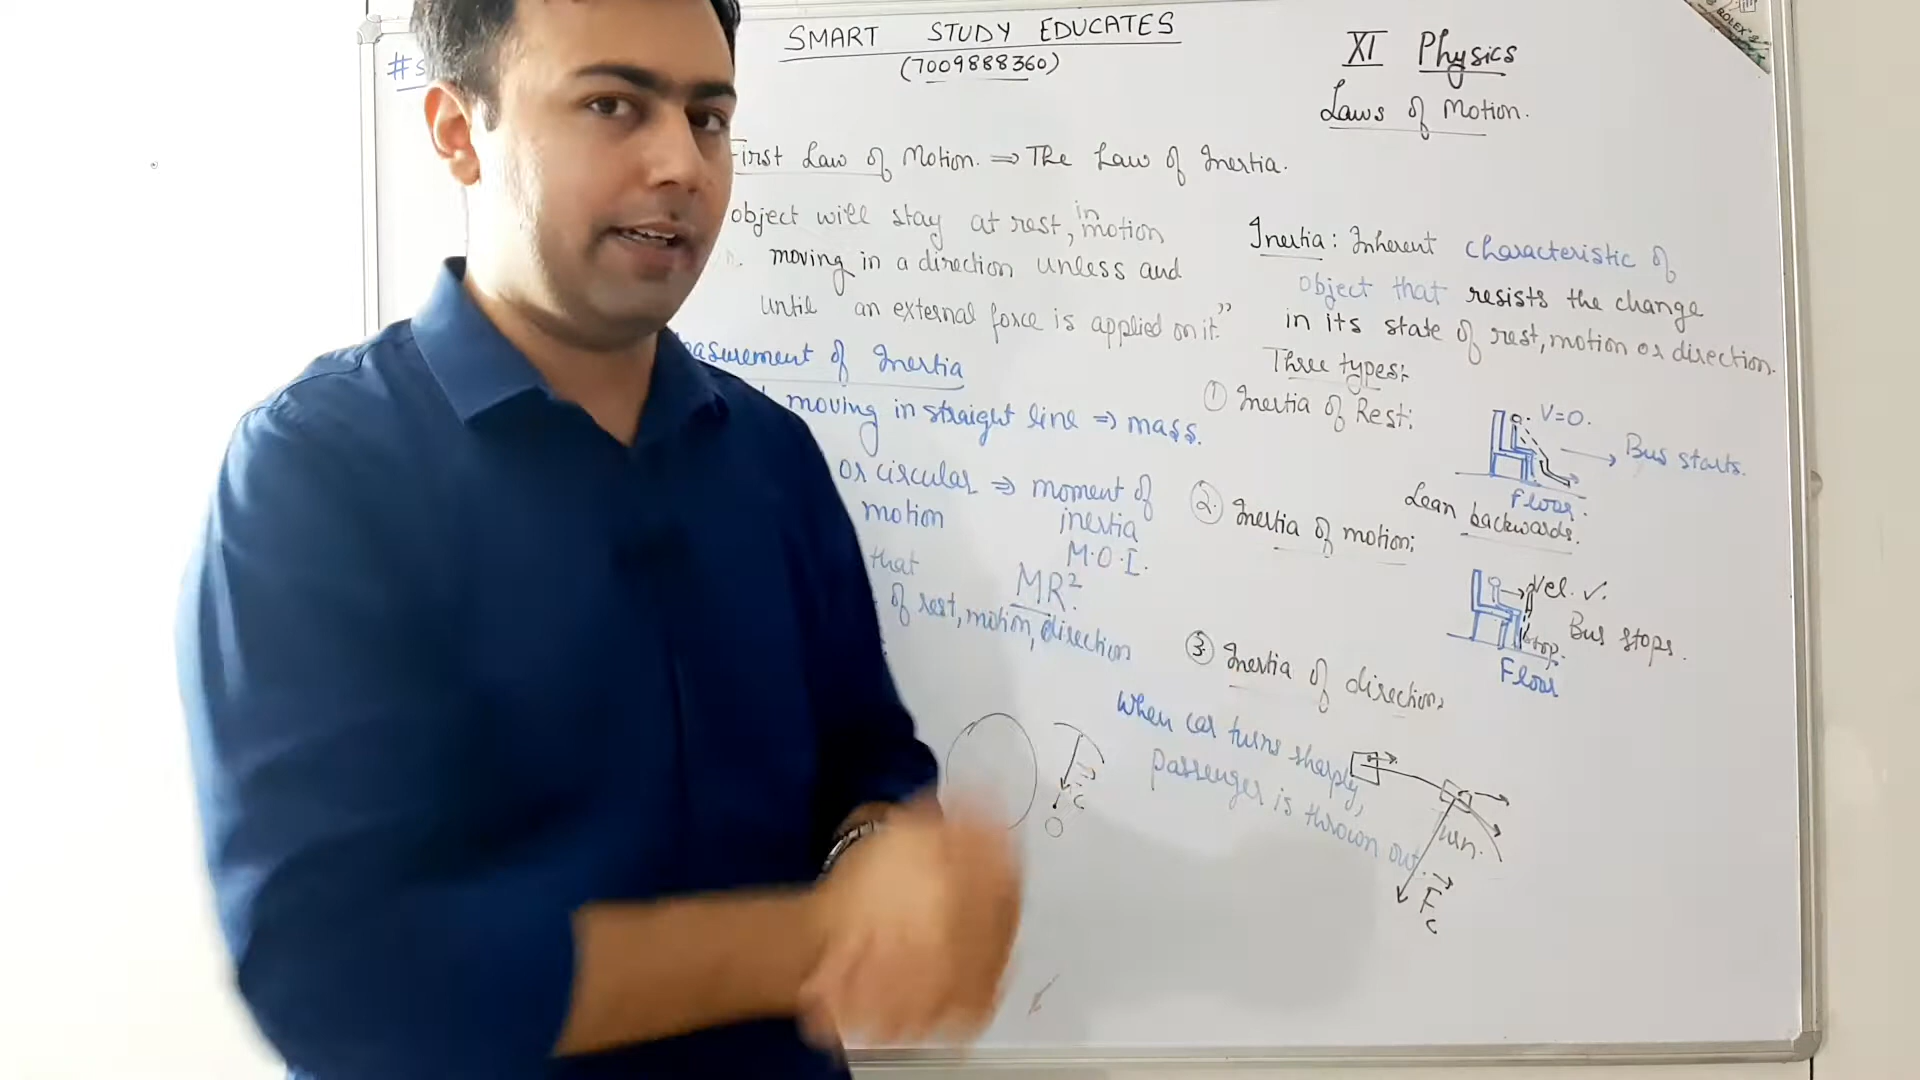 SMART STUDY EDUCATES
(7009888360)
XI Physics
Laws of Motion.
#S
First Law of Motion. ⇒ The Law of Inertia.
object will stay at rest, in motion
moving in a direction unless and
until an external force is applied on it."
Inertia: Inherent characteristic of
object that resists the change
in its state of rest, motion or direction.
Three types:
① Inertia of Rest:
V=0.
Bus starts.
Floor.
Lean backwards.
② Inertia of motion:
Vel. ✓.
Bus stops.
stop.
Floor
③ Inertia of direction:
When car turns sharply,
passenger is thrown out.
turn.
F
c
asurement of Inertia
moving in straight line ⇒ mass.
or circular ⇒ moment of
motion inertia
M.O.I.
that
MR².
of rest, motion, direction
F
c
O
ROLEX